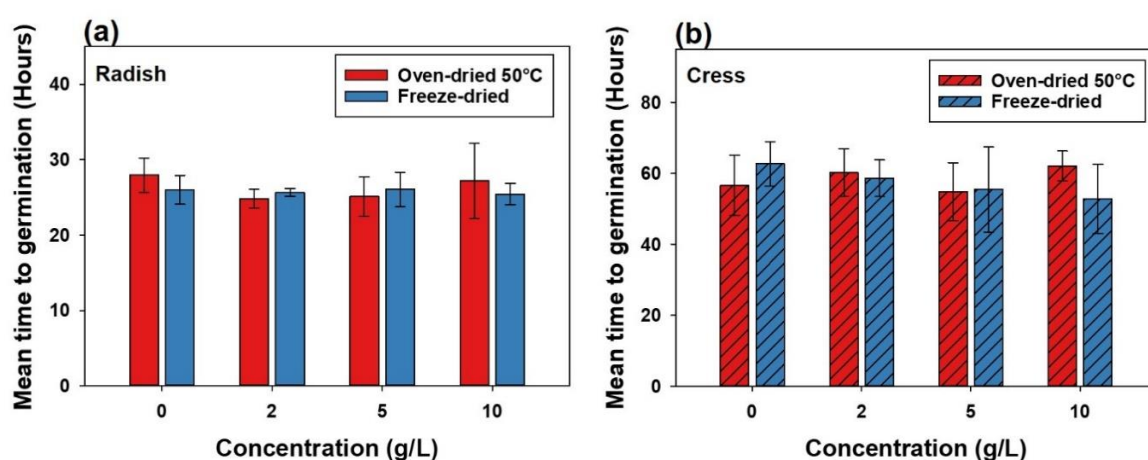 (a)
Radish
Oven-dried 50°C
Freeze-dried
Mean time to germination (Hours)
40
30
20
10
0
0 2 5 10
Concentration (g/L)
(b)
Cress
Oven-dried 50°C
Freeze-dried
Mean time to germination (Hours)
80
60
40
20
0
0 2 5 10
Concentration (g/L)